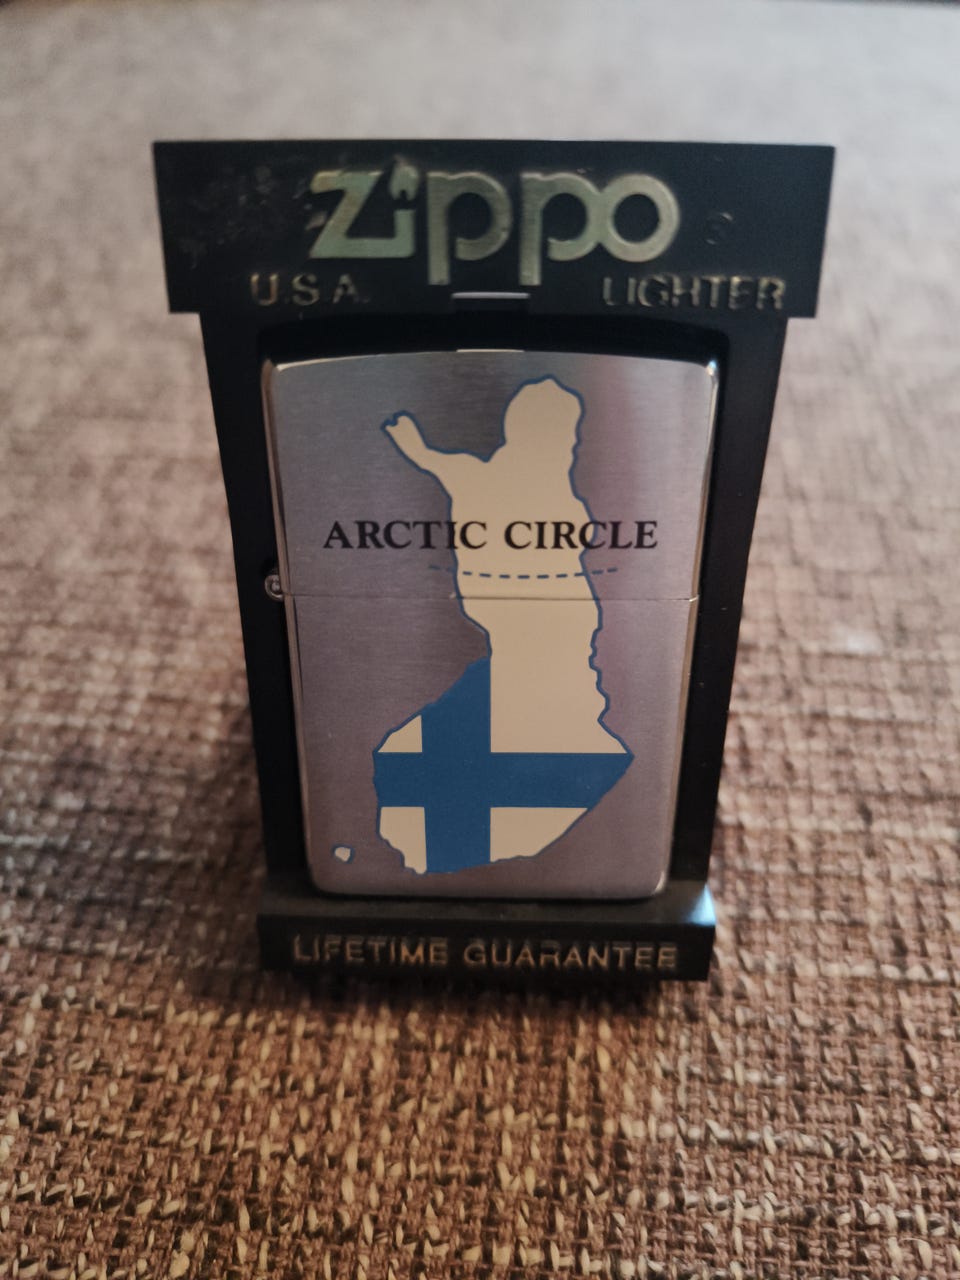 Zippo
U.S.A. LIGHTER
ARCTIC CIRCLE
LIFETIME GUARANTEE